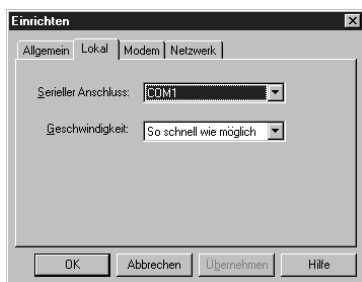 Einrichten
Allgemein Lokal Modem Netzwerk
Serieller Anschluss: COM1
Geschwindigkeit: So schnell wie möglich
OK Abbrechen Übernehmen Hilfe